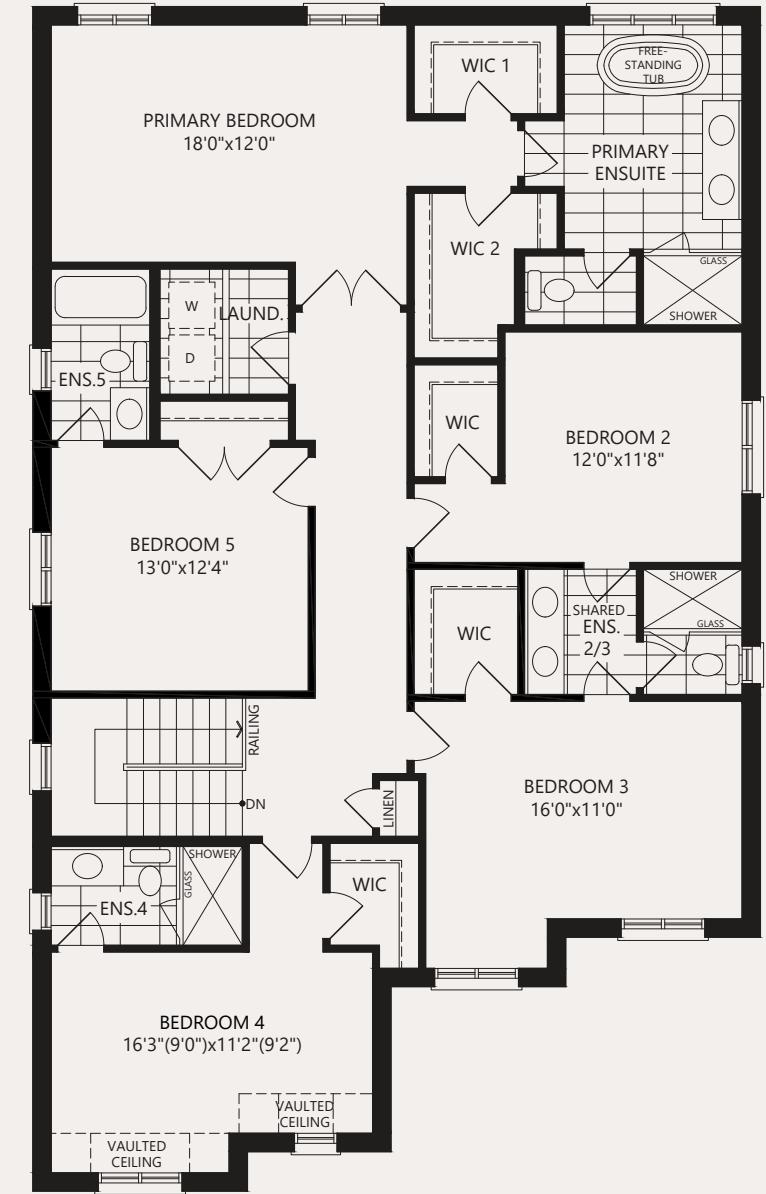 WIC 1
FREE-
STANDING
TUB
PRIMARY BEDROOM
18'0"x12'0"
PRIMARY
ENSUITE
WIC 2
GLASS
SHOWER
W
LAUND.
D
ENS.5
WIC
BEDROOM 2
12'0"x11'8"
BEDROOM 5
13'0"x12'4"
SHOWER
SHARED
ENS.
2/3
GLASS
WIC
RAILING
DN
BEDROOM 3
16'0"x11'0"
LINEN
SHOWER
GLASS
ENS.4
WIC
BEDROOM 4
16'3"(9'0")x11'2"(9'2")
VAULTED
CEILING
VAULTED
CEILING